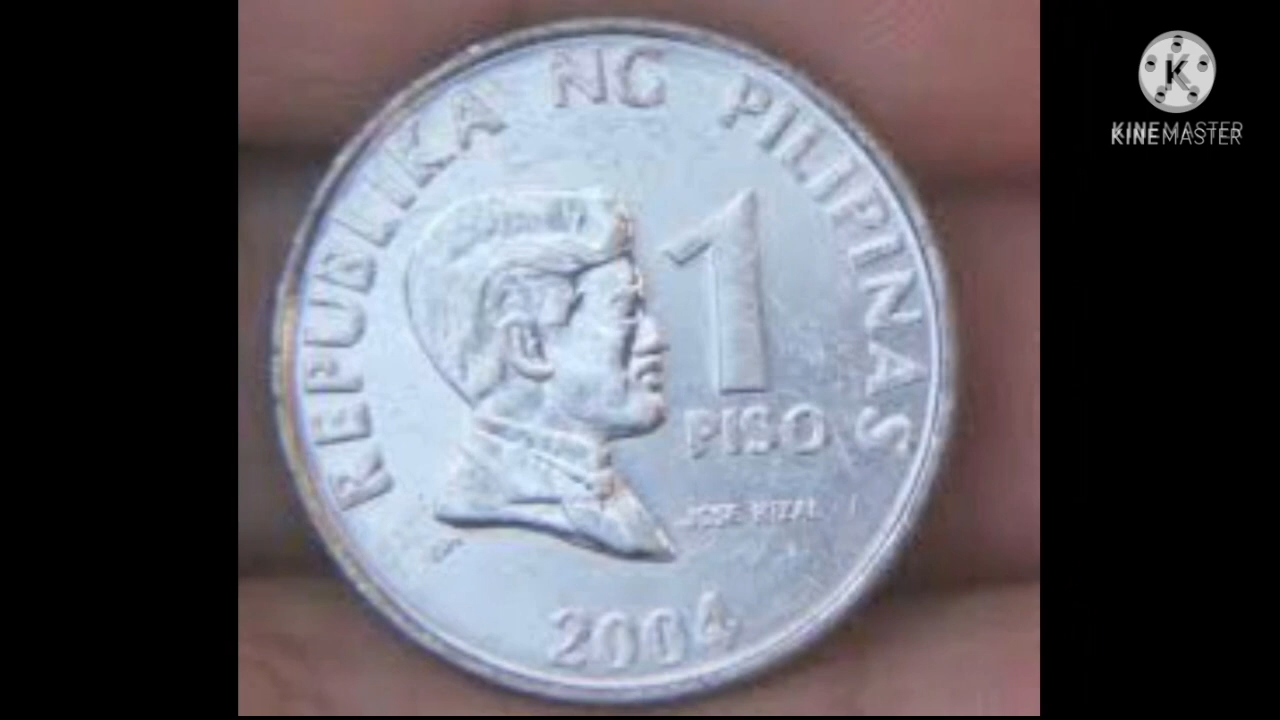 REPUBLIKA NG PILIPINAS
1
PISO
JOSE RIZAL
2004
K
KINEMASTER